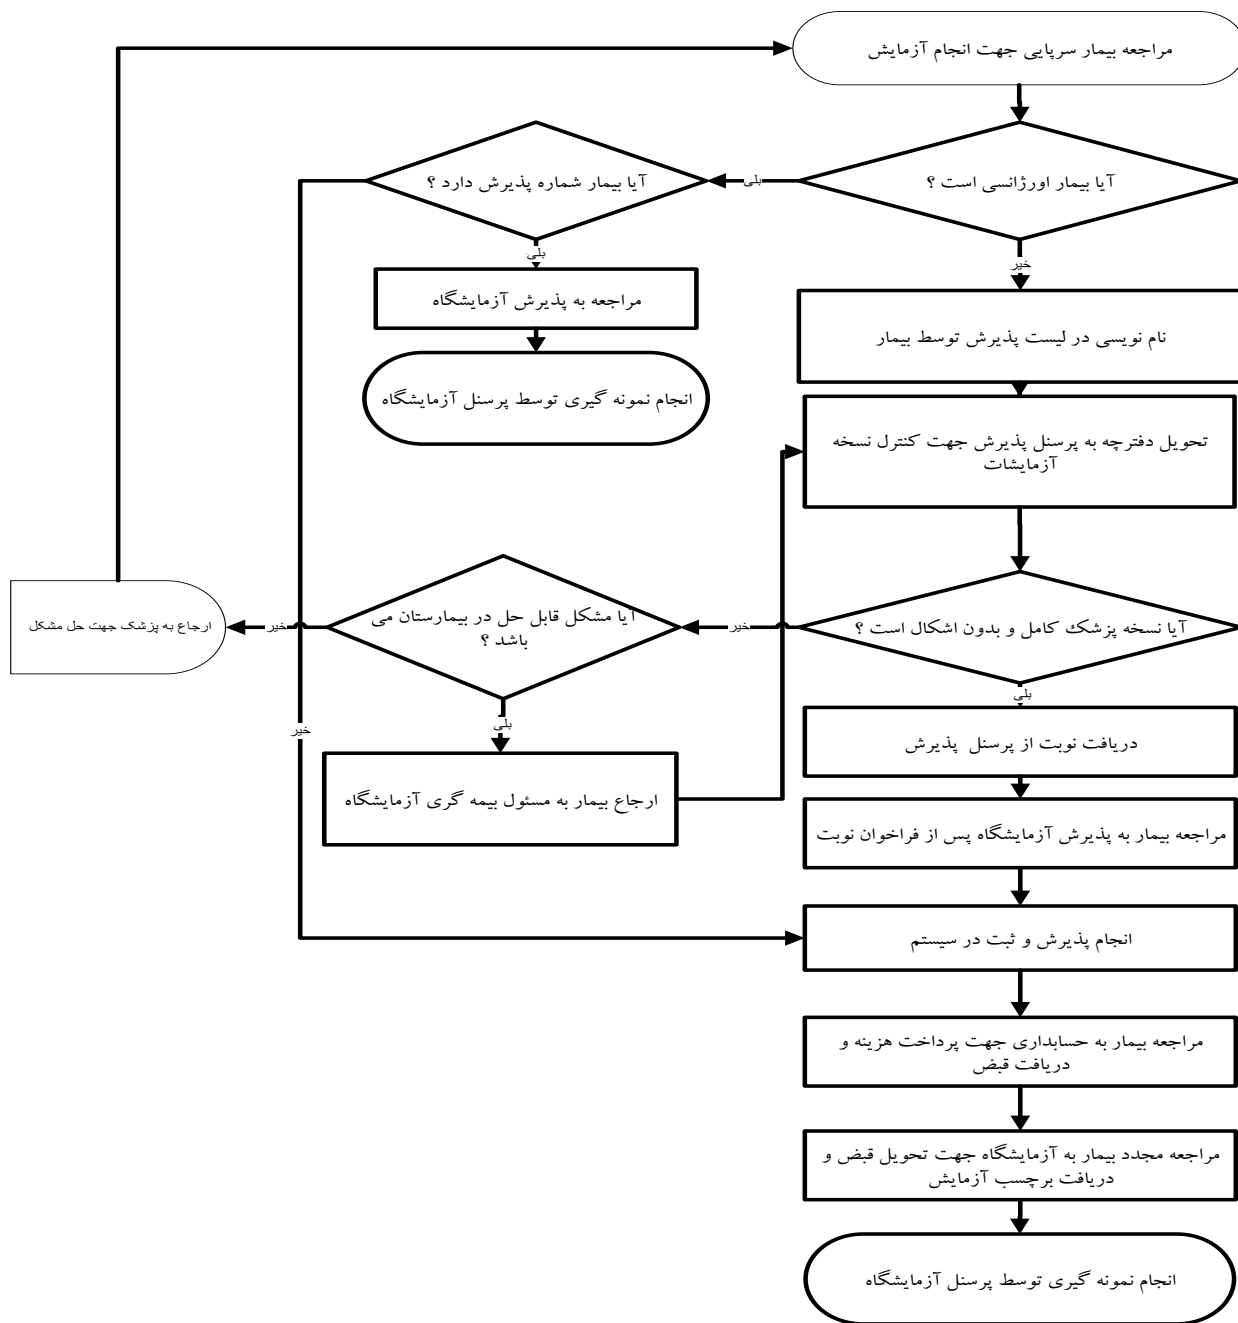 مراجعه بیمار سرپایی جهت انجام آزمایش
آیا بیمار اورژانسی است ؟
بلی
آیا بیمار شماره پذیرش دارد ؟
بلی
خیر
مراجعه به پذیرش آزمایشگاه
نام نویسی در لیست پذیرش توسط بیمار
انجام نمونه گیری توسط پرسنل آزمایشگاه
تحویل دفترچه به پرسنل پذیرش جهت کنترل نسخه
آزمایشات
آیا نسخه پزشک کامل و بدون اشکال است ؟
خیر
آیا مشکل قابل حل در بیمارستان می
باشد ؟
خیر
ارجاع به پزشک جهت حل مشکل
بلی
بلی
خیر
دریافت نوبت از پرسنل پذیرش
ارجاع بیمار به مسئول بیمه گری آزمایشگاه
مراجعه بیمار به پذیرش آزمایشگاه پس از فراخوان نوبت
انجام پذیرش و ثبت در سیستم
مراجعه بیمار به حسابداری جهت پرداخت هزینه و
دریافت قبض
مراجعه مجدد بیمار به آزمایشگاه جهت تحویل قبض و
دریافت برچسب آزمایش
انجام نمونه گیری توسط پرسنل آزمایشگاه